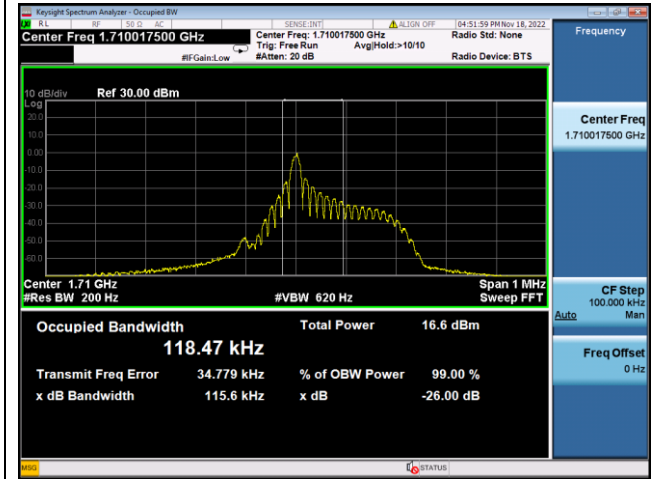 Keysight Spectrum Analyzer - Occupied BW
RL RF 50 Ω AC SENSE:INT ALIGN OFF 04:51:59 PM Nov 18, 2022
Center Freq 1.710017500 GHz Center Freq: 1.710017500 GHz Radio Std: None
Trig: Free Run Avg|Hold:>10/10
#IFGain:Low #Atten: 20 dB Radio Device: BTS
Frequency
10 dB/div Ref 30.00 dBm
Log
20.0
10.0
0.00
-10.0
-20.0
-30.0
-40.0
-50.0
-60.0
Center 1.71 GHz Span 1 MHz
#Res BW 200 Hz #VBW 620 Hz Sweep FFT
Center Freq
1.710017500 GHz
CF Step
100.000 kHz
Auto Man
Freq Offset
0 Hz
Occupied Bandwidth Total Power 16.6 dBm
118.47 kHz
Transmit Freq Error 34.779 kHz % of OBW Power 99.00 %
x dB Bandwidth 115.6 kHz x dB -26.00 dB
MSG STATUS